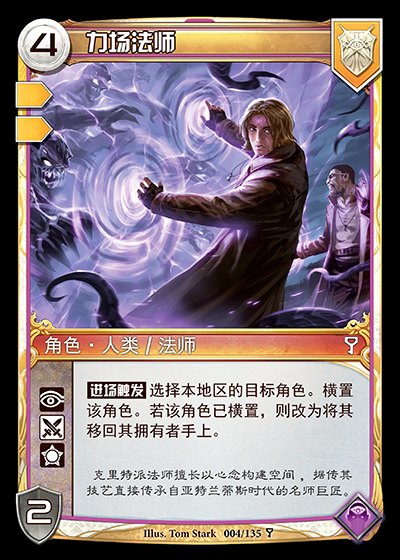 4
力场法师
角色·人类/法师
进场触发 选择本地区的目标角色。横置
该角色。若该角色已横置，则改为将其
移回其拥有者手上。
克里特派法师擅长以心念构建空间，据传其
技艺直接传承自亚特兰蒂斯时代的名师巨匠。
2
Illus. Tom Stark 004/135